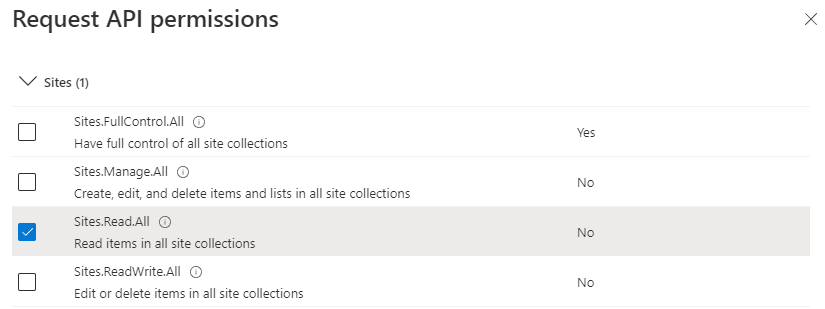 Request API permissions
Sites (1)
Sites.FullControl.All
Have full control of all site collections
Yes
Sites.Manage.All
Create, edit, and delete items and lists in all site collections
No
Sites.Read.All
Read items in all site collections
No
Sites.ReadWrite.All
Edit or delete items in all site collections
No